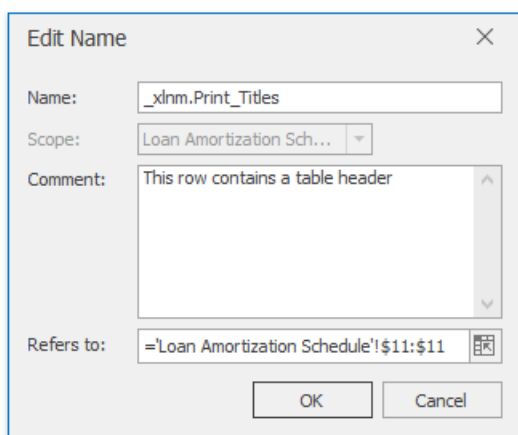 Edit Name
Name: _xlnm.Print_Titles
Scope: Loan Amortization Sch...
Comment: This row contains a table header
Refers to: ='Loan Amortization Schedule'!$11:$11
OK Cancel